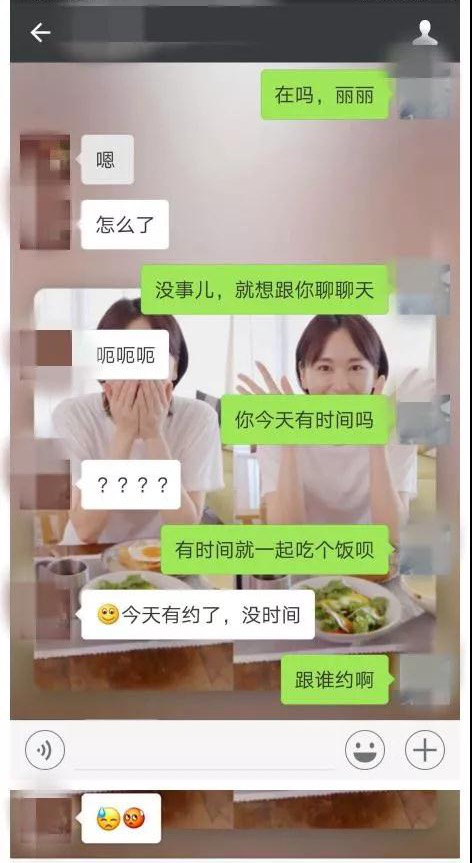 在吗，丽丽
嗯
怎么了
没事儿，就想跟你聊聊天
呃呃呃
你今天有时间吗
？？？？
有时间就一起吃个饭呗
今天有约了，没时间
跟谁约啊